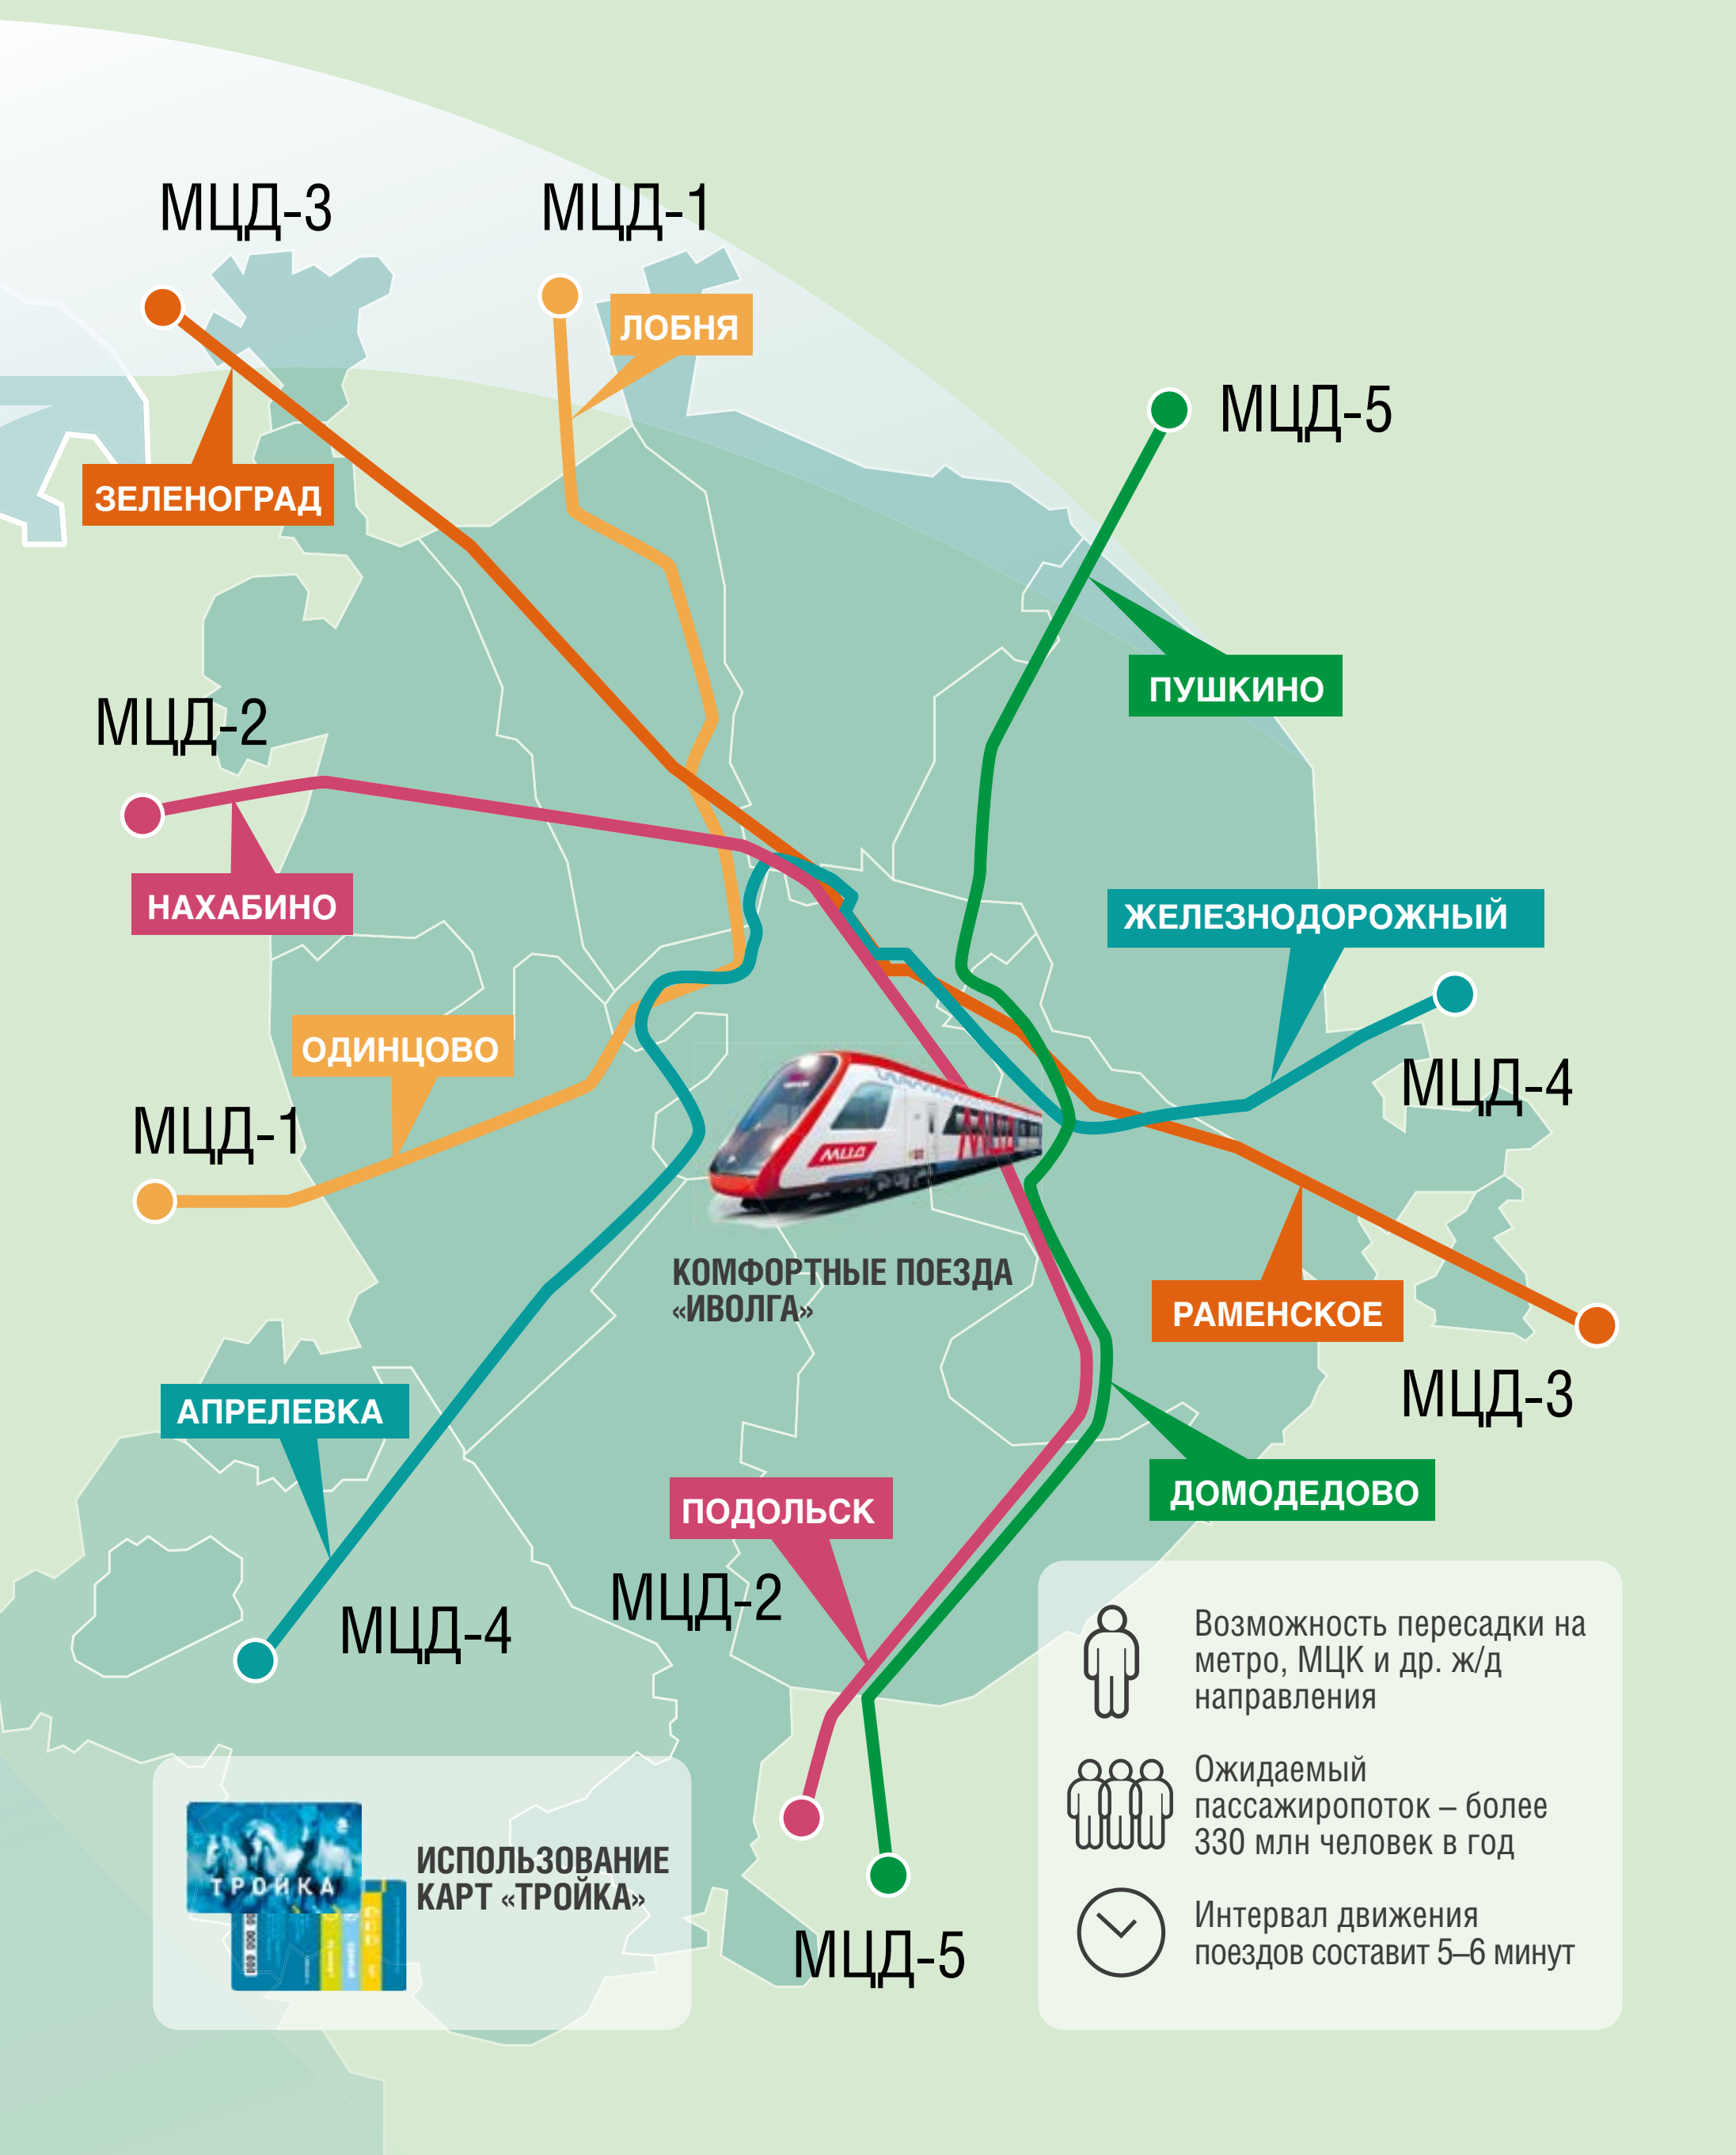 МЦД-3
МЦД-1
ЛОБНЯ
МЦД-5
ЗЕЛЕНОГРАД
ПУШКИНО
МЦД-2
НАХАБИНО
ЖЕЛЕЗНОДОРОЖНЫЙ
ОДИНЦОВО
МЦД-4
МЦД-1
МЦД
МЦД
КОМФОРТНЫЕ ПОЕЗДА
«ИВОЛГА»
РАМЕНСКОЕ
МЦД-3
АПРЕЛЕВКА
ДОМОДЕДОВО
ПОДОЛЬСК
МЦД-2
МЦД-4
Возможность пересадки на
метро, МЦК и др. ж/д
направления
Ожидаемый
пассажиропоток – более
330 млн человек в год
ИСПОЛЬЗОВАНИЕ
КАРТ «ТРОЙКА»
ТРОЙКА
Интервал движения
поездов составит 5–6 минут
МЦД-5